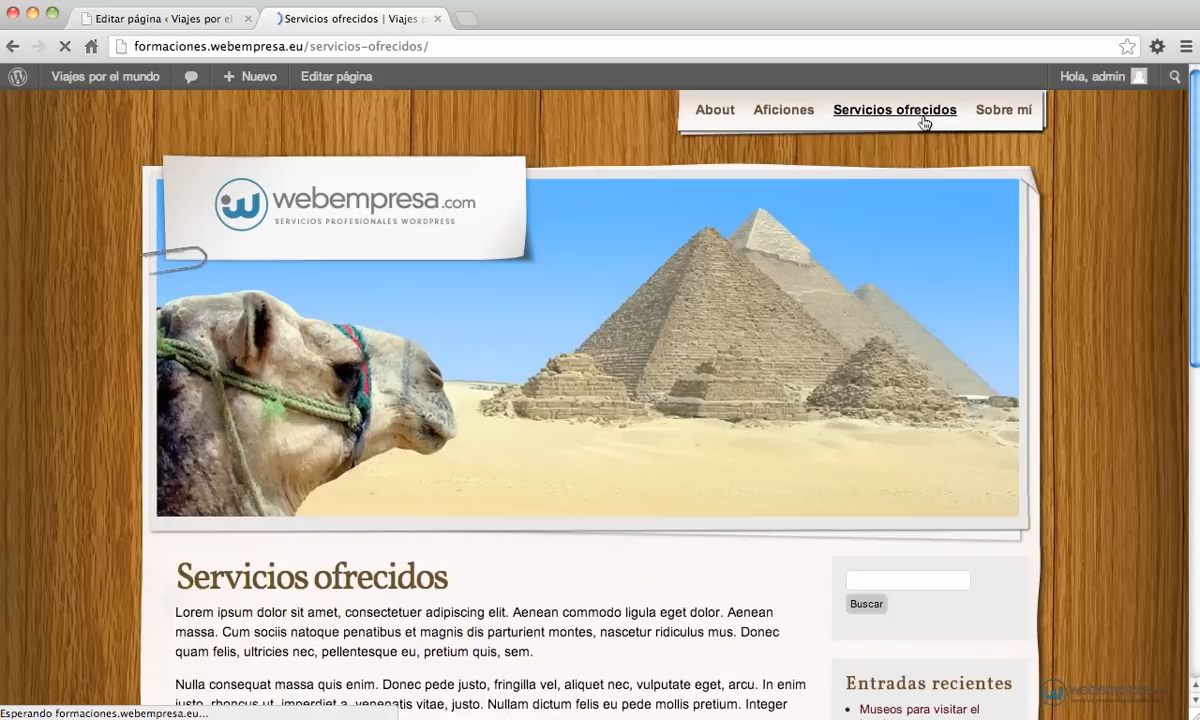 Editar página ‹ Viajes por el
Servicios ofrecidos | Viajes
formaciones.webempresa.eu/servicios-ofrecidos/
Viajes por el mundo
Nuevo
Editar página
Hola, admin
About
Aficiones
Servicios ofrecidos
Sobre mí
webempresa.com
SERVICIOS PROFESIONALES WORDPRESS
Servicios ofrecidos
Lorem ipsum dolor sit amet, consectetuer adipiscing elit. Aenean commodo ligula eget dolor. Aenean
massa. Cum sociis natoque penatibus et magnis dis parturient montes, nascetur ridiculus mus. Donec
quam felis, ultricies nec, pellentesque eu, pretium quis, sem.
Nulla consequat massa quis enim. Donec pede justo, fringilla vel, aliquet nec, vulputate eget, arcu. In enim
justo, rhoncus ut, imperdiet a, venenatis vitae, justo. Nullam dictum felis eu pede mollis pretium. Integer
Buscar
Entradas recientes
Museos para visitar el
webempresa
Esperando formaciones.webempresa.eu...